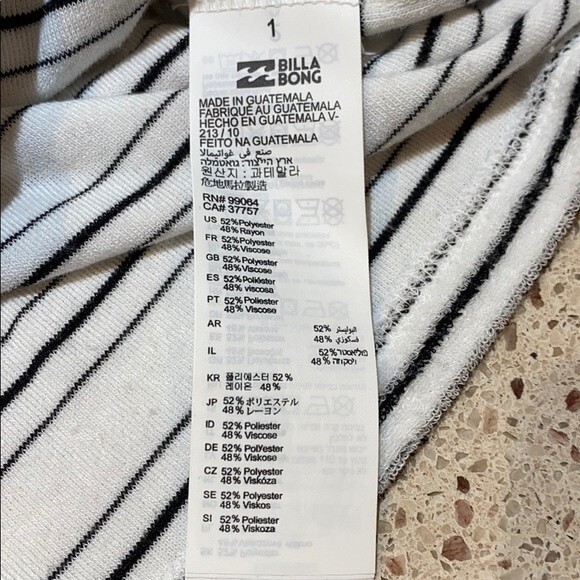 1
BILLA
BONG
MADE IN GUATEMALA
FABRIQUÉ AU GUATEMALA
HECHO EN GUATEMALA V-
213 / 10
FEITO NA GUATEMALA
صنع في غواتيمالا
ארץ הייצור: גואטמלה
원산지 : 과테말라
危地馬拉製造
RN# 99064
CA# 37757
US 52% Polyester
48% Rayon
FR 52% Polyester
48% Viscose
GB 52% Polyester
48% Viscose
ES 52% Poliéster
48% Viscosa
PT 52% Poliester
48% Viscose
AR 52% البوليستر
48% فسكوزي
IL 52% פוליאסטר
48% ויסקוזה
KR 폴리에스터 52 %
레이온 48 %
JP 52% ポリエステル
48% レーヨン
ID 52% Poliester
48% Viscose
DE 52% Polyester
48% Viskose
CZ 52% Polyester
48% Viskóza
SE 52% Polyester
48% Viskos
SI 52% Poliester
48% Viskoza